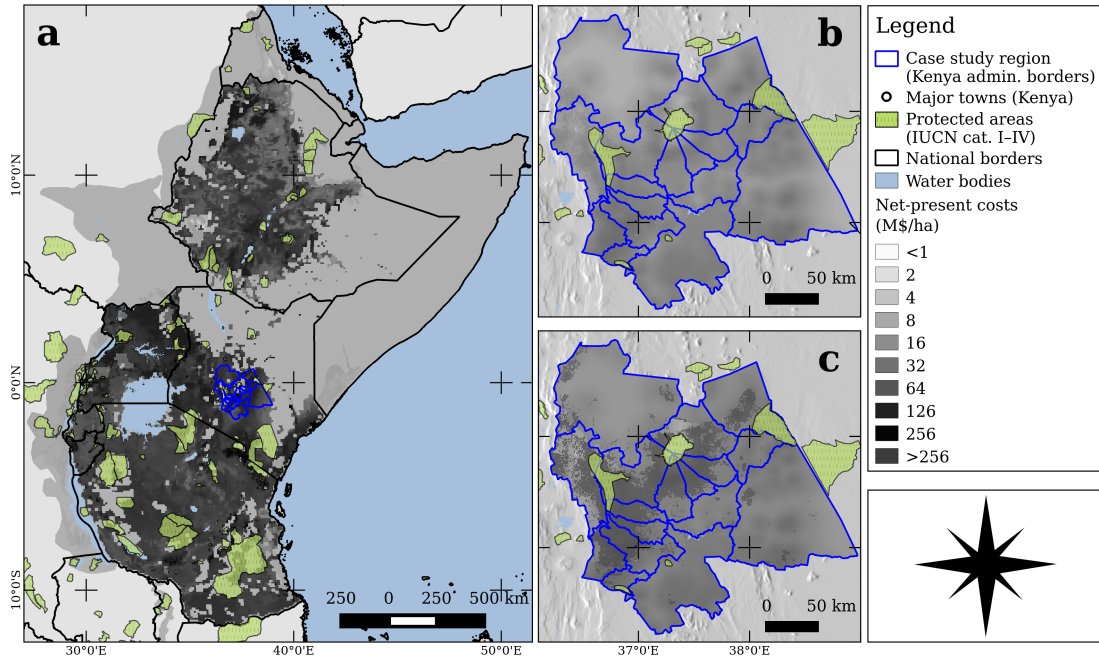 a
b
c
10°0'N
0°0'N
10°0'S
30°0'E
40°0'E
50°0'E
250 0 250 500 km
0 50 km
0 50 km
37°0'E
38°0'E
Legend
Case study region
(Kenya admin. borders)
Major towns (Kenya)
Protected areas
(IUCN cat. I–IV)
National borders
Water bodies
Net-present costs
(M$/ha)
<1
2
4
8
16
32
64
126
256
>256